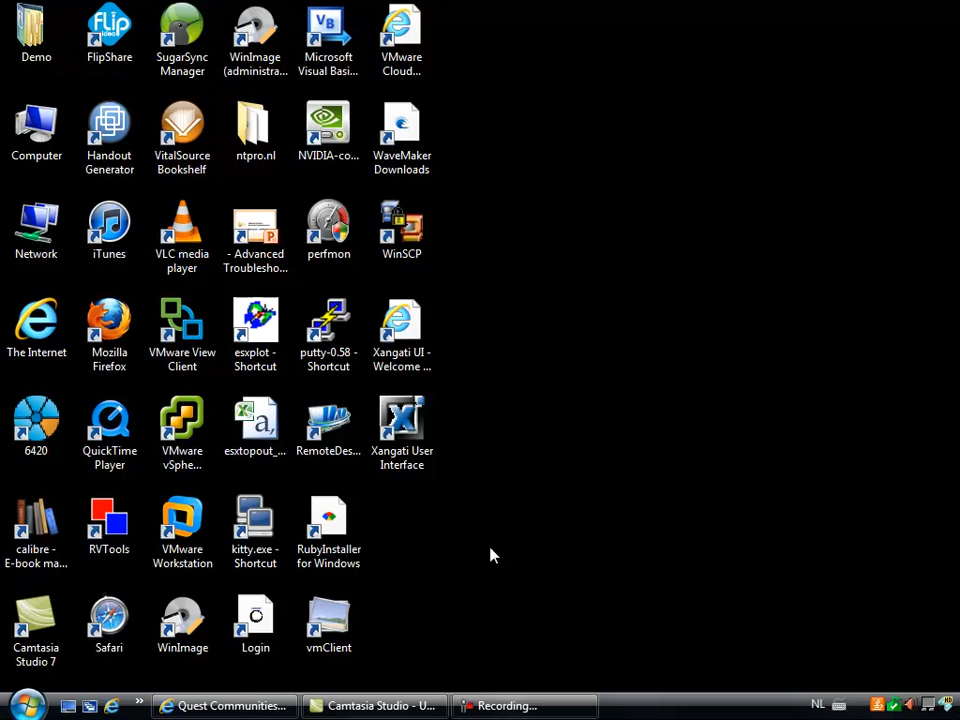 Demo
FlipShare
SugarSync
Manager
WinImage
(administra...
Microsoft
Visual Basi...
VMware
Cloud...
Computer
Handout
Generator
VitalSource
Bookshelf
ntpro.nl
NVIDIA-co...
WaveMaker
Downloads
Network
iTunes
VLC media
player
- Advanced
Troublesho...
perfmon
WinSCP
The Internet
Mozilla
Firefox
VMware View
Client
esxplot -
Shortcut
putty-0.58 -
Shortcut
Xangati UI -
Welcome ...
6420
QuickTime
Player
VMware
vSphe...
esxtopout_...
RemoteDes...
Xangati User
Interface
calibre -
E-book ma...
RVTools
VMware
Workstation
kitty.exe -
Shortcut
RubyInstaller
for Windows
Camtasia
Studio 7
Safari
WinImage
Login
vmClient
Quest Communities...
Camtasia Studio - U...
Recording...
NL